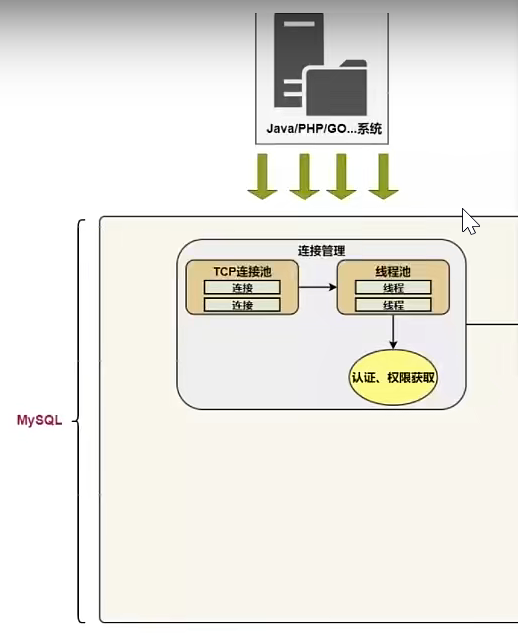 Java/PHP/GO...系统
连接管理
TCP连接池
连接
连接
线程池
线程
线程
认证、权限获取
MySQL